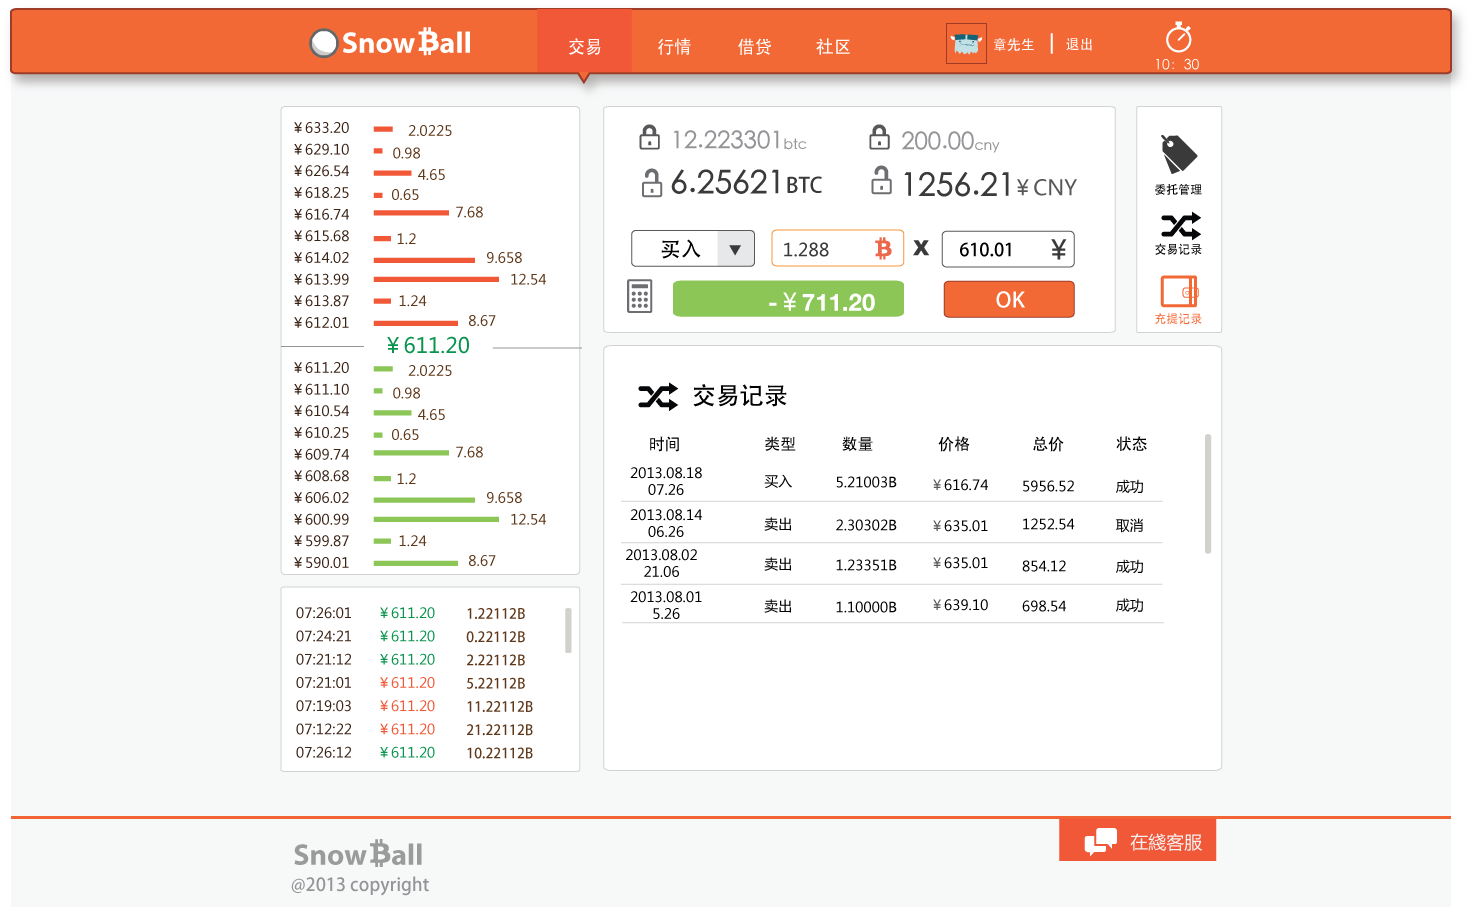 Snow₿all
交易
行情
借贷
社区
章先生
退出
10: 30
¥633.20 2.0225
¥629.10 0.98
¥626.54 4.65
¥618.25 0.65
¥616.74 7.68
¥615.68 1.2
¥614.02 9.658
¥613.99 12.54
¥613.87 1.24
¥612.01 8.67
¥611.20
¥611.20 2.0225
¥611.10 0.98
¥610.54 4.65
¥610.25 0.65
¥609.74 7.68
¥608.68 1.2
¥606.02 9.658
¥600.99 12.54
¥599.87 1.24
¥590.01 8.67
07:26:01 ¥611.20 1.22112B
07:24:21 ¥611.20 0.22112B
07:21:12 ¥611.20 2.22112B
07:21:01 ¥611.20 5.22112B
07:19:03 ¥611.20 11.22112B
07:12:22 ¥611.20 21.22112B
07:26:12 ¥611.20 10.22112B
12.223301btc 200.00cny
6.25621BTC 1256.21¥CNY
买入 ▼ 1.288 ₿ x 610.01 ¥
-¥711.20 OK
委托管理
交易记录
充提记录
交易记录
时间 类型 数量 价格 总价 状态
2013.08.18
07.26 买入 5.21003B ¥616.74 5956.52 成功
2013.08.14
06.26 卖出 2.30302B ¥635.01 1252.54 取消
2013.08.02
21.06 卖出 1.23351B ¥635.01 854.12 成功
2013.08.01
5.26 卖出 1.10000B ¥639.10 698.54 成功
Snow₿all
@2013 copyright
在綫客服